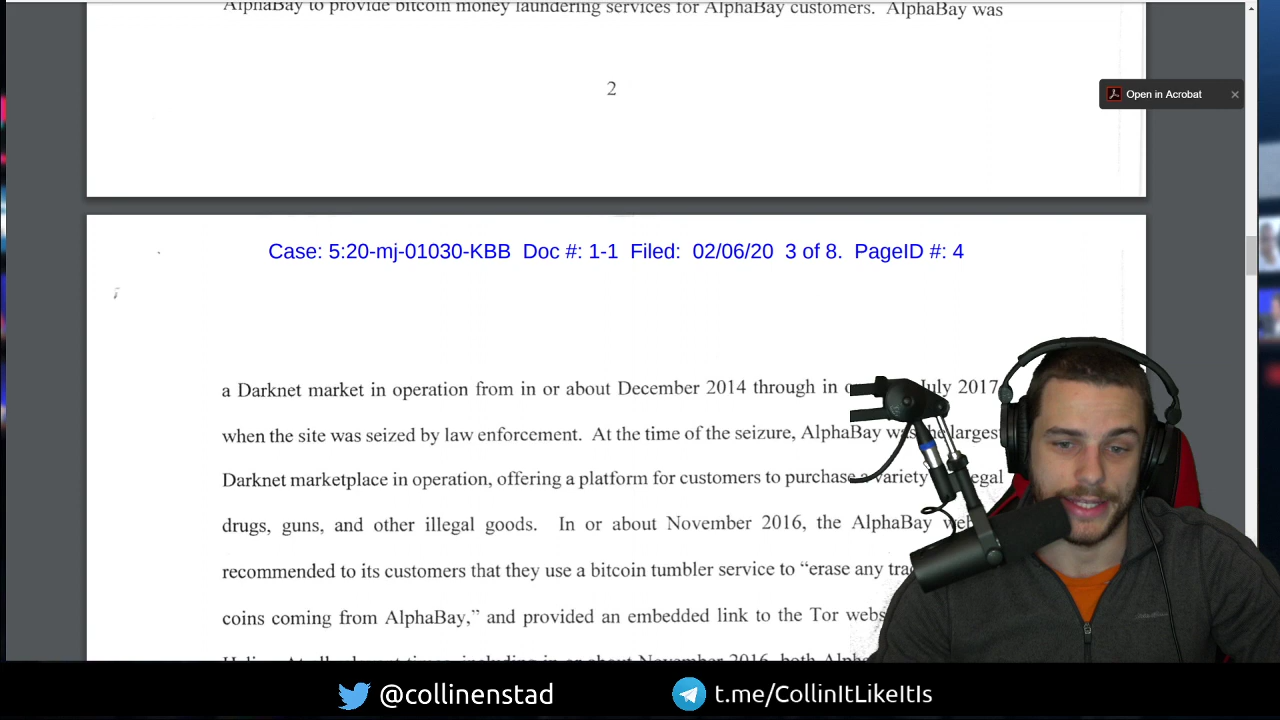 AlphaBay to provide bitcoin money laundering services for AlphaBay customers. AlphaBay was
2
Open in Acrobat
Case: 5:20-mj-01030-KBB Doc #: 1-1 Filed: 02/06/20 3 of 8. PageID #: 4
a Darknet market in operation from in or about December 2014 through in July 2017,
when the site was seized by law enforcement. At the time of the seizure, AlphaBay was the largest
Darknet marketplace in operation, offering a platform for customers to purchase a variety
drugs, guns, and other illegal goods. In or about November 2016, the AlphaBay
recommended to its customers that they use a bitcoin tumbler service to “erase any
coins coming from AlphaBay,” and provided an embedded link to the Tor
November 2016, both
@collinenstad
t.me/CollinItLikeItIs